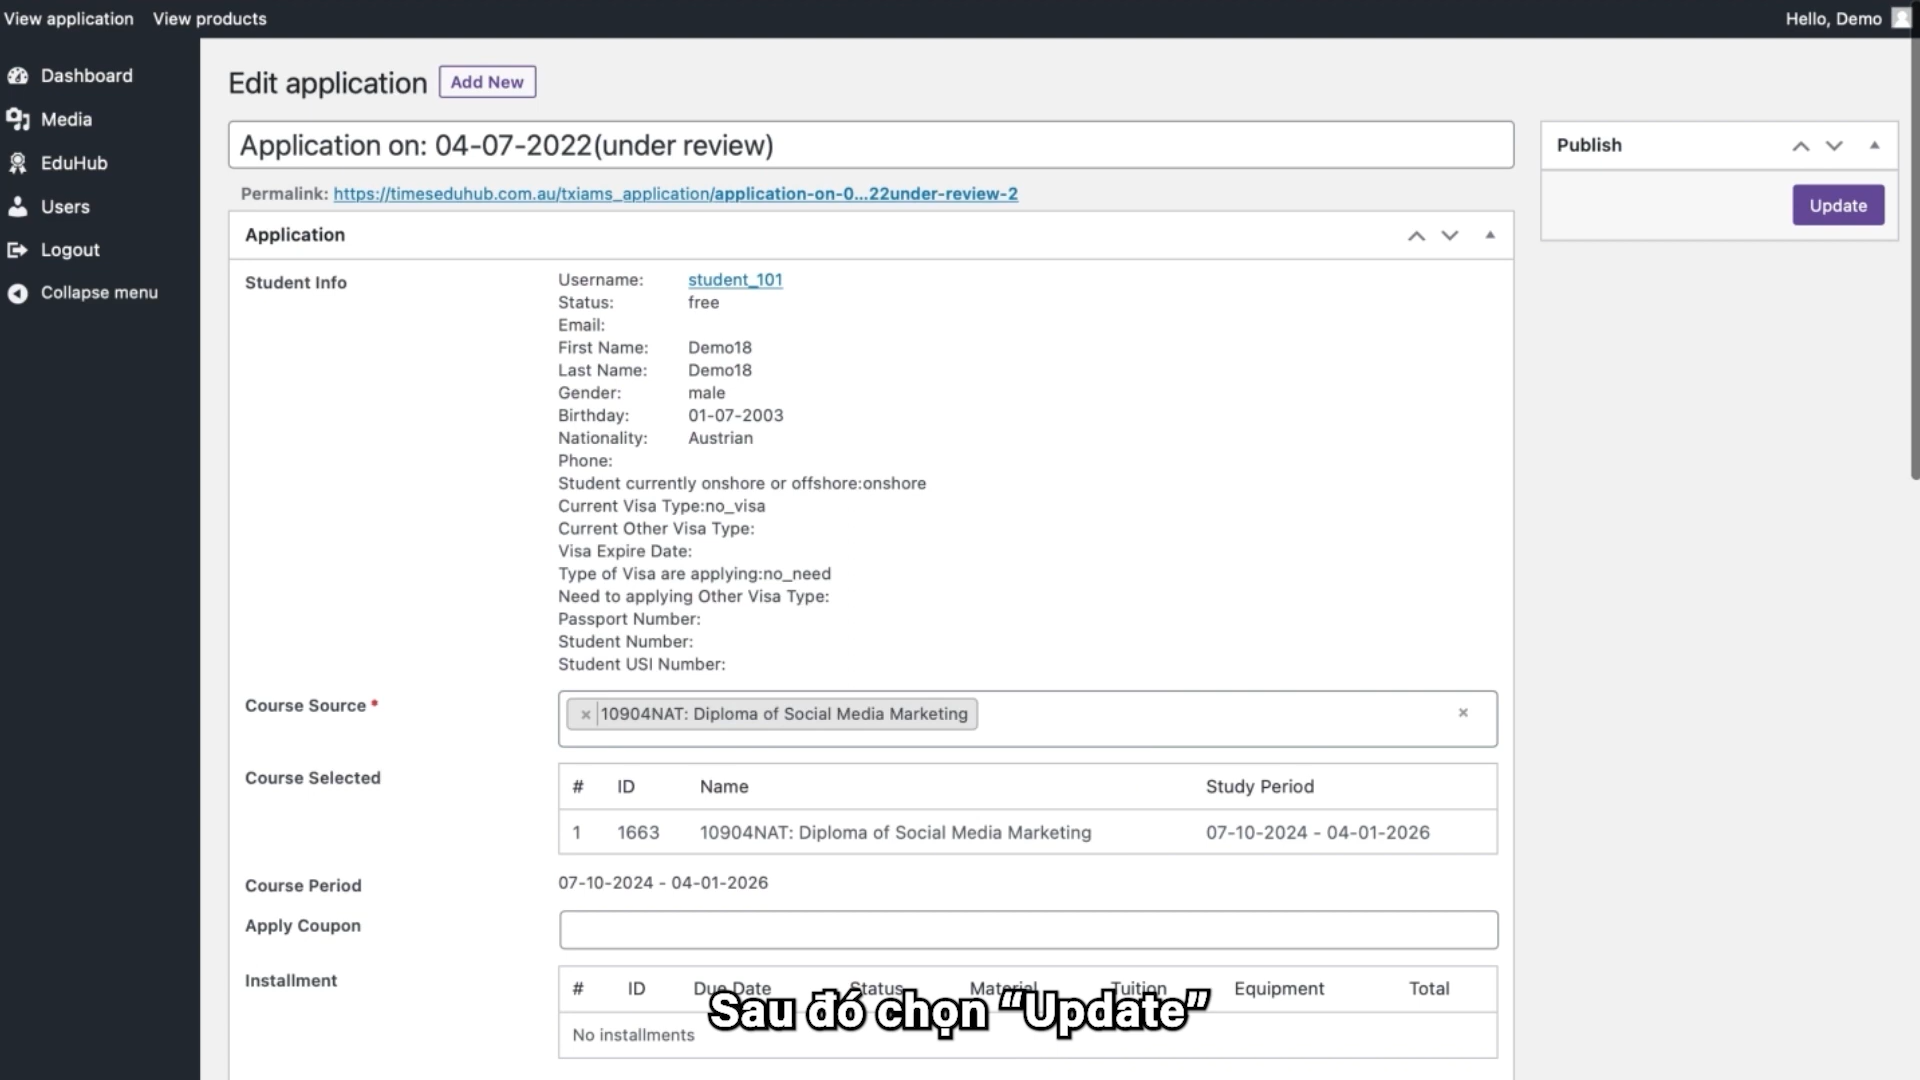 View application View products Hello, Demo
Dashboard
Media
EduHub
Users
Logout
Collapse menu
Edit application Add New
Application on: 04-07-2022(under review)
Permalink: https://timeseduhub.com.au/txiams_application/application-on-0...22under-review-2
Publish
Update
Application
Student Info
Username: student_101
Status: free
Email:
First Name: Demo18
Last Name: Demo18
Gender: male
Birthday: 01-07-2003
Nationality: Austrian
Phone:
Student currently onshore or offshore:onshore
Current Visa Type:no_visa
Current Other Visa Type:
Visa Expire Date:
Type of Visa are applying:no_need
Need to applying Other Visa Type:
Passport Number:
Student Number:
Student USI Number:
Course Source *
× 10904NAT: Diploma of Social Media Marketing ×
Course Selected
# ID Name Study Period
1 1663 10904NAT: Diploma of Social Media Marketing 07-10-2024 - 04-01-2026
Course Period 07-10-2024 - 04-01-2026
Apply Coupon
Installment
# ID Due Date Status Material Tuition Equipment Total
No installments
Sau đó chọn “Update”